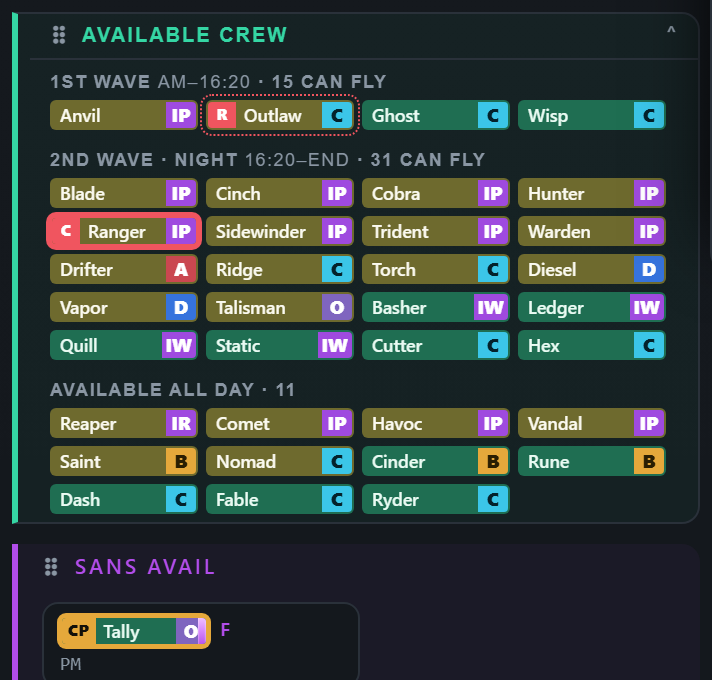 AVAILABLE CREW ^
1ST WAVE AM–16:20 · 15 CAN FLY
Anvil IP R Outlaw C Ghost C Wisp C
2ND WAVE · NIGHT 16:20–END · 31 CAN FLY
Blade IP Cinch IP Cobra IP Hunter IP
C Ranger IP Sidewinder IP Trident IP Warden IP
Drifter A Ridge C Torch C Diesel D
Vapor D Talisman O Basher IW Ledger IW
Quill IW Static IW Cutter C Hex C
AVAILABLE ALL DAY · 11
Reaper IR Comet IP Havoc IP Vandal IP
Saint B Nomad C Cinder B Rune B
Dash C Fable C Ryder C
SANS AVAIL
CP Tally O F
PM